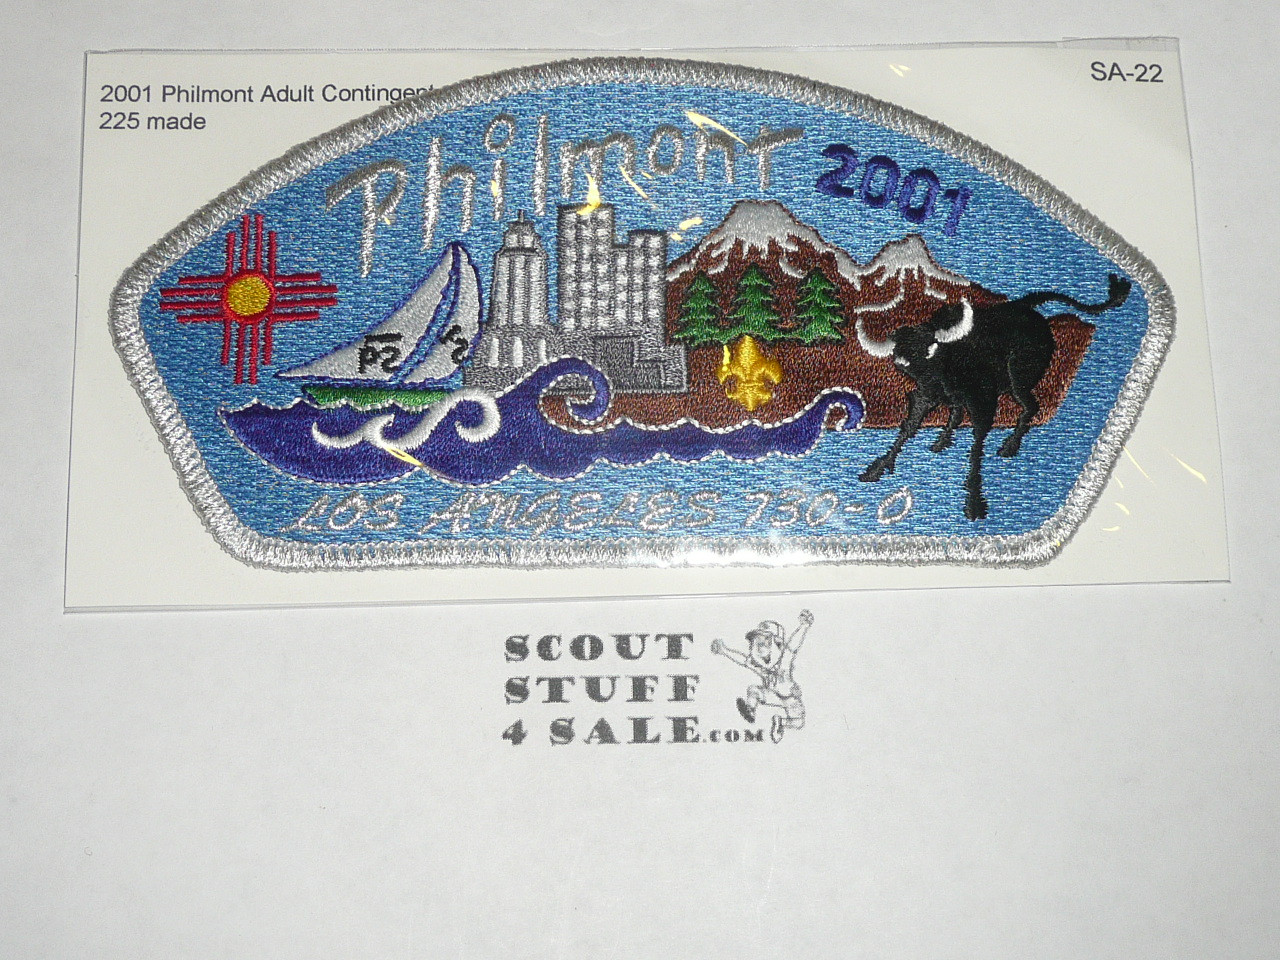 2001 Philmont Adult Contingent
225 made
SA-22
Philmont 2001
LOS ANGELES 730-0
SCOUT
STUFF
4 SALE.COM